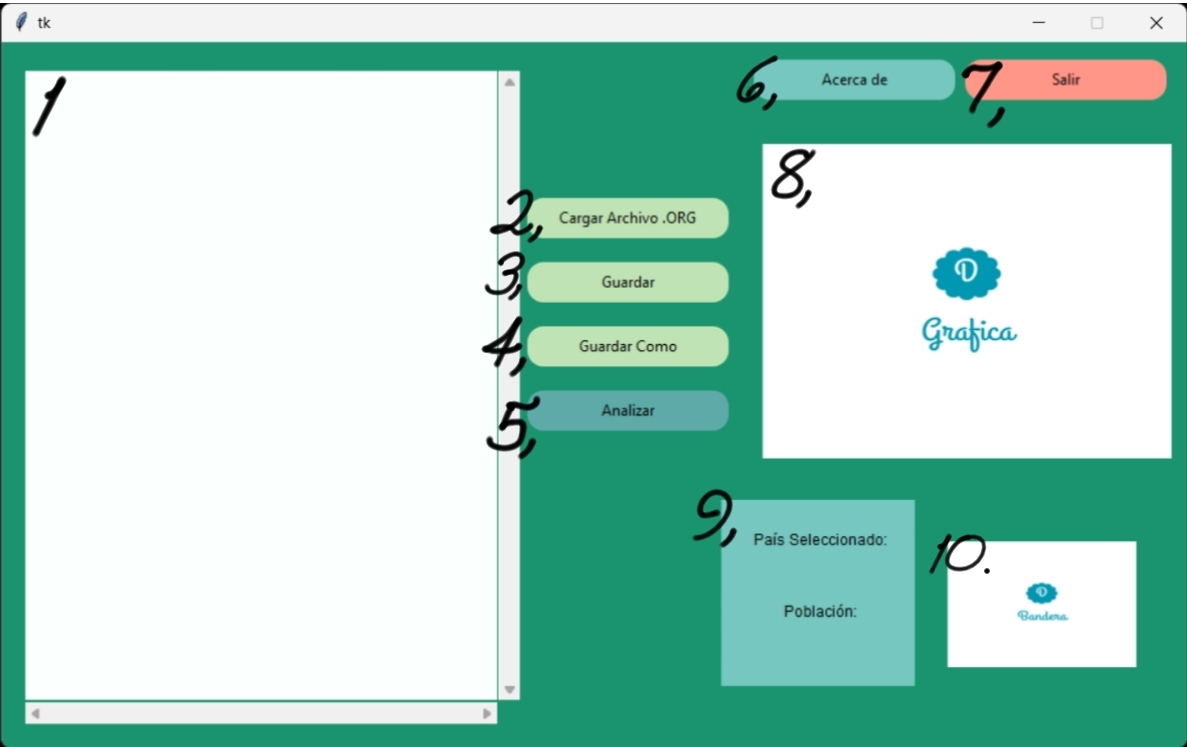 tk
1
6, Acerca de
7, Salir
8,
D
Grafica
2, Cargar Archivo .ORG
3, Guardar
4, Guardar Como
5, Analizar
9,
País Seleccionado:
Población:
10.
D
Bandera